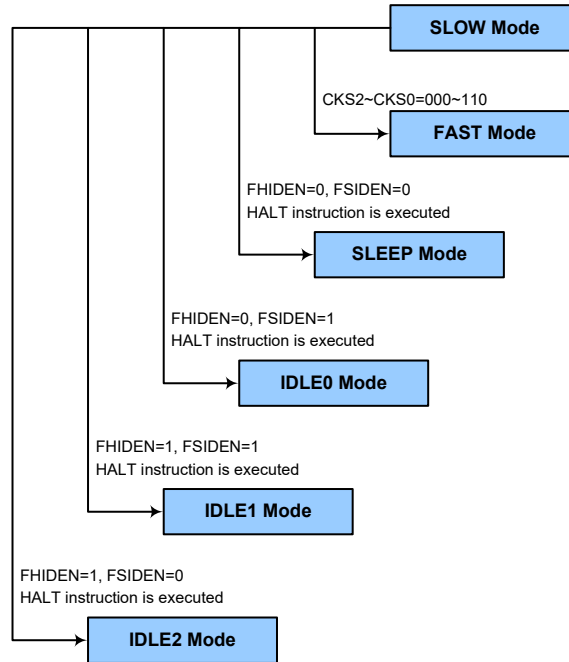 SLOW Mode
CKS2~CKS0=000~110
FAST Mode
FHIDEN=0, FSIDEN=0
HALT instruction is executed
SLEEP Mode
FHIDEN=0, FSIDEN=1
HALT instruction is executed
IDLE0 Mode
FHIDEN=1, FSIDEN=1
HALT instruction is executed
IDLE1 Mode
FHIDEN=1, FSIDEN=0
HALT instruction is executed
IDLE2 Mode